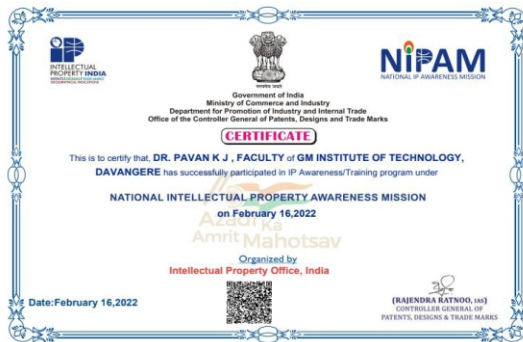 INTELLECTUAL
PROPERTY INDIA
सत्यमेव जयते
NiPAM
NATIONAL IP AWARENESS MISSION
Government of India
Ministry of Commerce and Industry
Department for Promotion of Industry and Internal Trade
Office of the Controller General of Patents, Designs and Trade Marks
CERTIFICATE
This is to certify that, DR. PAVAN K J , FACULTY of GM INSTITUTE OF TECHNOLOGY,
DAVANGERE has successfully participated in IP Awareness/Training program under
NATIONAL INTELLECTUAL PROPERTY AWARENESS MISSION
on February 16,2022
Azadi Ka
Amrit Mahotsav
Organized by
Intellectual Property Office, India
Date:February 16,2022
(RAJENDRA RATNOO, IAS)
CONTROLLER GENERAL OF
PATENTS, DESIGNS & TRADE MARKS